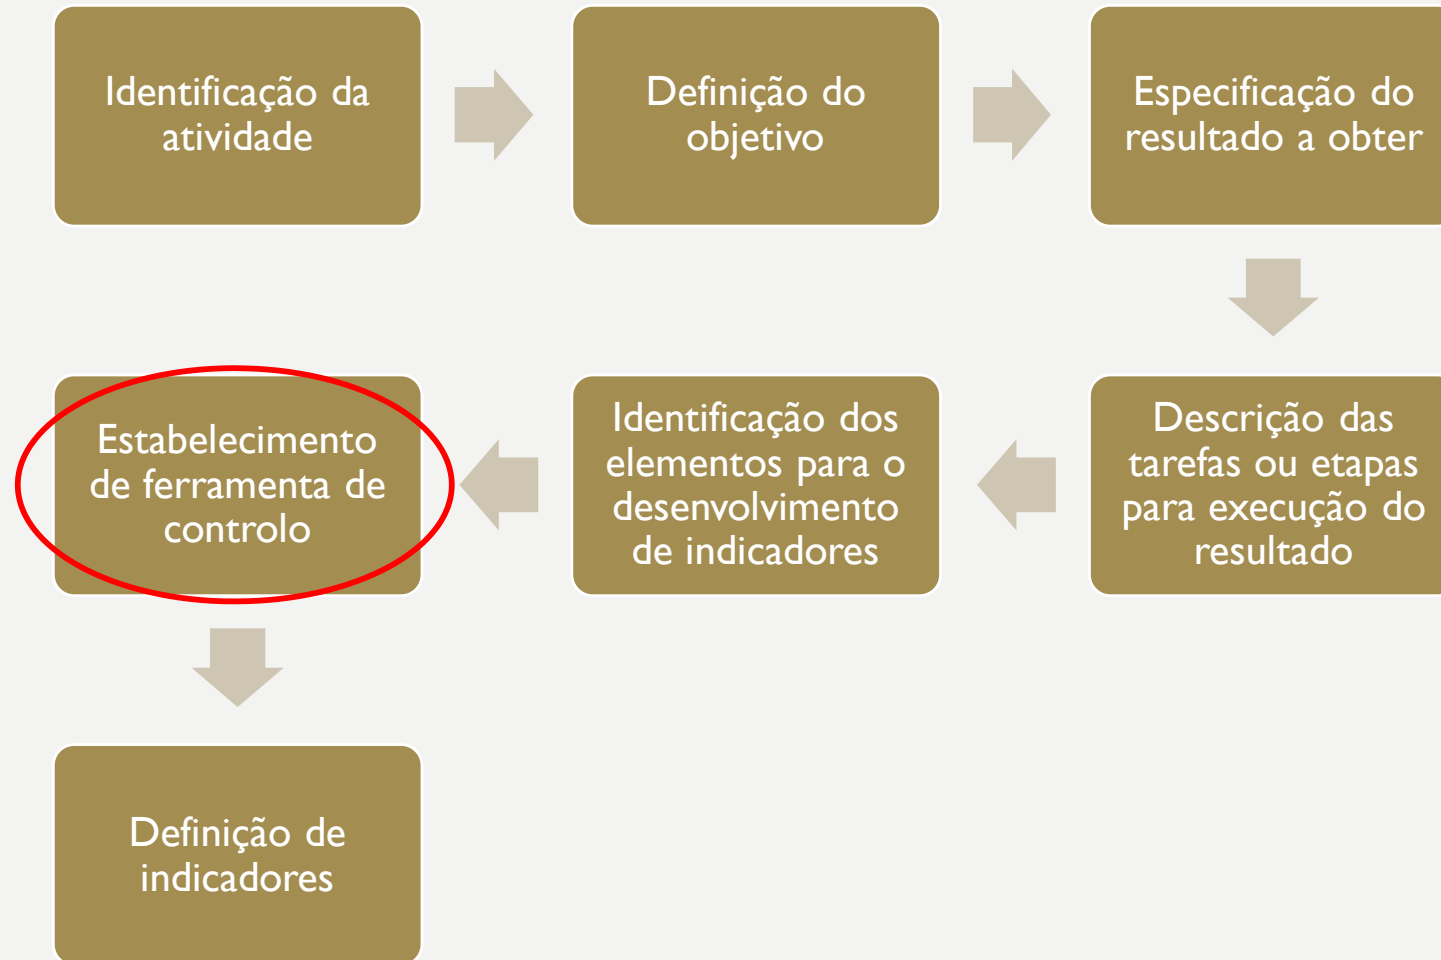 Identificação da
atividade
Definição do
objetivo
Especificação do
resultado a obter
Descrição das
tarefas ou etapas
para execução do
resultado
Identificação dos
elementos para o
desenvolvimento
de indicadores
Estabelecimento
de ferramenta de
controlo
Definição de
indicadores